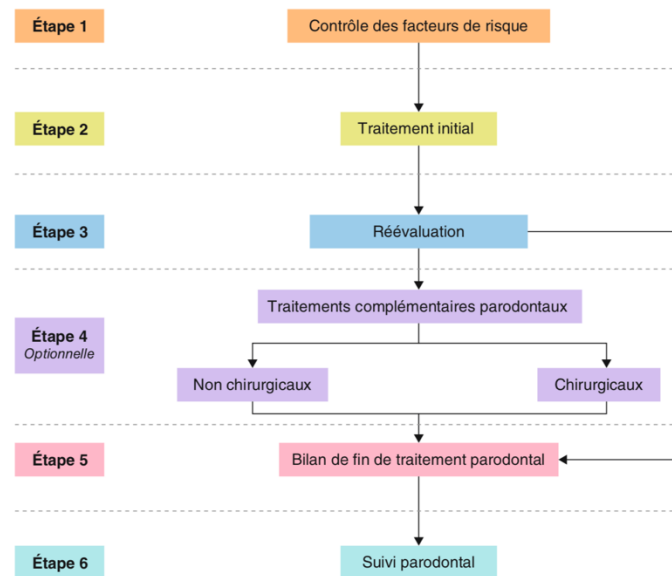 Étape 1
Contrôle des facteurs de risque
Étape 2
Traitement initial
Étape 3
Réévaluation
Traitements complémentaires parodontaux
Étape 4
Optionnelle
Non chirurgicaux
Chirurgicaux
Étape 5
Bilan de fin de traitement parodontal
Étape 6
Suivi parodontal